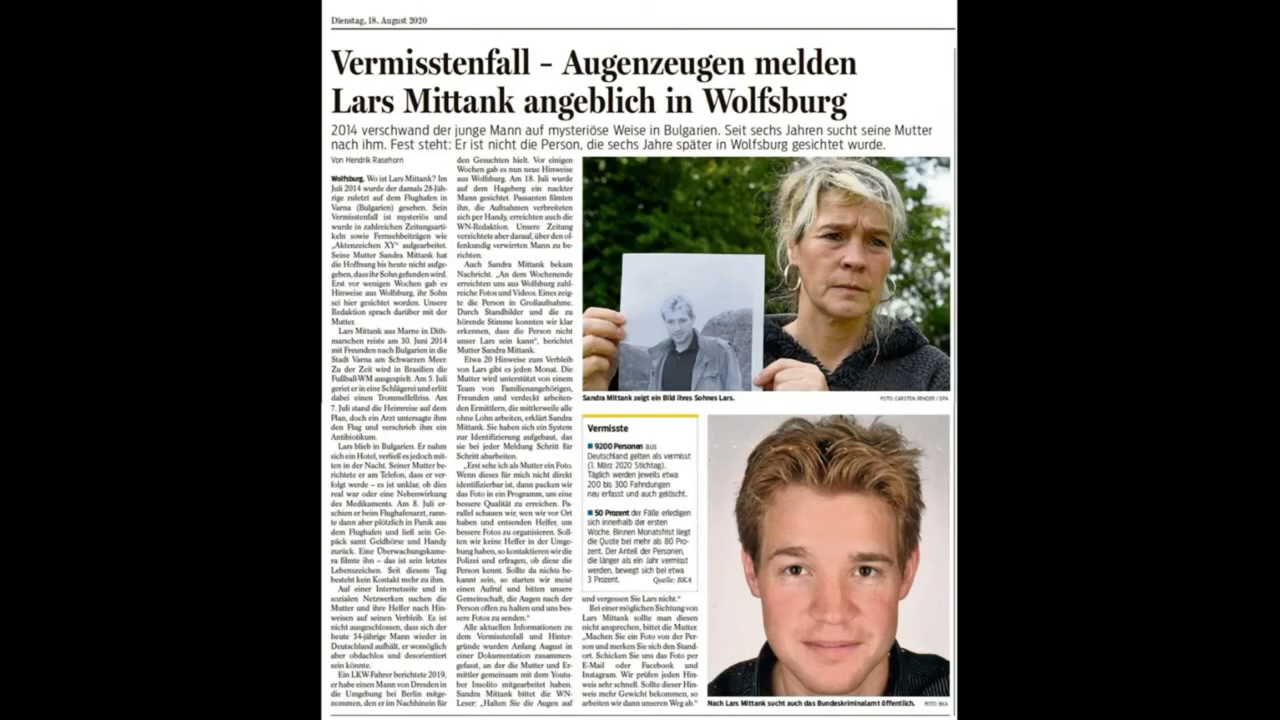 Dienstag, 18. August 2020
Vermisstenfall – Augenzeugen melden
Lars Mittank angeblich in Wolfsburg
2014 verschwand der junge Mann auf mysteriöse Weise in Bulgarien. Seit sechs Jahren sucht seine Mutter
nach ihm. Fest steht: Er ist nicht die Person, die sechs Jahre später in Wolfsburg gesichtet wurde.
Von Hendrik Rasehorn
Wolfsburg. Wo ist Lars Mittank? Im
Juli 2014 wurde der damals 28-Jäh-
rige zuletzt auf dem Flughafen in
Varna (Bulgarien) gesehen. Sein
Vermisstenfall ist mysteriös und
wurde in zahlreichen Zeitungsarti-
keln sowie Fernsehbeiträgen wie
„Aktenzeichen XY“ aufgearbeitet.
Seine Mutter Sandra Mittank hat
die Hoffnung bis heute nicht aufge-
geben, dass ihr Sohn gefunden wird.
Erst vor wenigen Wochen gab es
Hinweise aus Wolfsburg, ihr Sohn
sei hier gesichtet worden. Unsere
Redaktion sprach darüber mit der
Mutter.
Lars Mittank aus Marne in Dith-
marschen reiste am 30. Juni 2014
mit Freunden nach Bulgarien in die
Stadt Varna am Schwarzen Meer.
Zu der Zeit wird in Brasilien die
Fußball-WM ausgespielt. Am 5. Juli
geriet er in eine Schlägerei und erlitt
dabei einen Trommelfellriss. Am
7. Juli stand die Heimreise auf dem
Plan, doch ein Arzt untersagte ihm
den Flug und verschrieb ihm ein
Antibiotikum.
Lars blieb in Bulgarien. Er nahm
sich ein Hotel, verließ es jedoch mit-
ten in der Nacht. Seiner Mutter be-
richtete er am Telefon, dass er ver-
folgt werde – es ist unklar, ob dies
real war oder eine Nebenwirkung
des Medikaments. Am 8. Juli er-
schien er beim Flughafenarzt, rann-
te dann aber plötzlich in Panik aus
dem Flughafen und ließ sein Ge-
päck samt Geldbörse und Handy
zurück. Eine Überwachungskame-
ra filmte ihn – das ist sein letztes
Lebenszeichen. Seit diesem Tag
besteht kein Kontakt mehr zu ihm.
Auf einer Internetseite und in
sozialen Netzwerken suchen die
Mutter und ihre Helfer nach Hin-
weisen auf seinen Verbleib. Es ist
nicht ausgeschlossen, dass sich der
heute 34-jährige Mann wieder in
Deutschland aufhält, er womöglich
aber obdachlos und desorientiert
sein könnte.
Ein LKW-Fahrer berichtete 2019,
er habe einen Mann von Dresden in
die Umgebung bei Berlin mitge-
nommen, den er im Nachhinein für
den Gesuchten hielt. Vor einigen
Wochen gab es nun neue Hinweise
aus Wolfsburg. Am 18. Juli wurde
auf dem Hageberg ein nackter
Mann gesichtet. Passanten filmten
ihn, die Aufnahmen verbreiteten
sich per Handy, erreichten auch die
WN-Redaktion. Unsere Zeitung
verzichtete aber darauf, über den of-
fenkundig verwirrten Mann zu be-
richten.
Auch Sandra Mittank bekam
Nachricht. „An dem Wochenende
erreichten uns aus Wolfsburg zahl-
reiche Fotos und Videos. Eines zeig-
te die Person in Großaufnahme.
Durch Standbilder und die zu
hörende Stimme konnten wir klar
erkennen, dass die Person nicht
unser Lars sein kann“, berichtet
Mutter Sandra Mittank.
Etwa 20 Hinweise zum Verbleib
von Lars gibt es jeden Monat. Die
Mutter wird unterstützt von einem
Team von Familienangehörigen,
Freunden und verdeckt arbeiten-
den Ermittlern, die mittlerweile alle
ohne Lohn arbeiten, erklärt Sandra
Mittank. Sie haben sich ein System
zur Identifizierung aufgebaut, das
sie bei jeder Meldung Schritt für
Schritt abarbeiten.
„Erst sehe ich als Mutter ein Foto.
Wenn dieses für mich nicht direkt
identifizierbar ist, dann packen wir
das Foto in ein Programm, um eine
bessere Qualität zu erreichen. Pa-
rallel schauen wir, wen wir vor Ort
haben und entsenden Helfer, um
bessere Fotos zu organisieren. Soll-
ten wir keine Helfer in der Umge-
bung haben, so kontaktieren wir die
Polizei und erfragen, ob diese die
Person kennt. Sollte da nichts be-
kannt sein, so starten wir meist
einen Aufruf und bitten unsere
Gemeinschaft, die Augen nach der
Person offen zu halten und uns bes-
sere Fotos zu senden.“
Alle aktuellen Informationen zu
dem Vermisstenfall und Hinter-
gründe wurden Anfang August in
einer Dokumentation zusammen-
gefasst, an der die Mutter und Er-
mittler gemeinsam mit dem Youtu-
ber Insolito mitgearbeitet haben.
Sandra Mittank bittet die WN-
Leser: „Halten Sie die Augen auf
Sandra Mittank zeigt ein Bild ihres Sohnes Lars.
FOTO: CARSTEN REHDER / DPA
Vermisste
9200 Personen aus
Deutschland gelten als vermisst
(1. März 2020 Stichtag).
Täglich werden jeweils etwa
200 bis 300 Fahndungen
neu erfasst und auch gelöscht.
50 Prozent der Fälle erledigen
sich innerhalb der ersten
Woche. Binnen Monatsfrist liegt
die Quote bei mehr als 80 Pro-
zent. Der Anteil der Personen,
die länger als ein Jahr vermisst
werden, bewegt sich bei etwa
3 Prozent. Quelle: BKA
und vergessen Sie Lars nicht.“
Bei einer möglichen Sichtung von
Lars Mittank sollte man diesen
nicht ansprechen, bittet die Mutter.
„Machen Sie ein Foto von der Per-
son und merken Sie sich den Stand-
ort. Schicken Sie uns das Foto per
E-Mail oder Facebook und
Instagram. Wir prüfen jeden Hin-
weis sehr schnell. Sollte dieser Hin-
weis mehr Gewicht bekommen, so
arbeiten wir dann unseren Weg ab.“
Nach Lars Mittank sucht auch das Bundeskriminalamt öffentlich.
FOTO: BKA